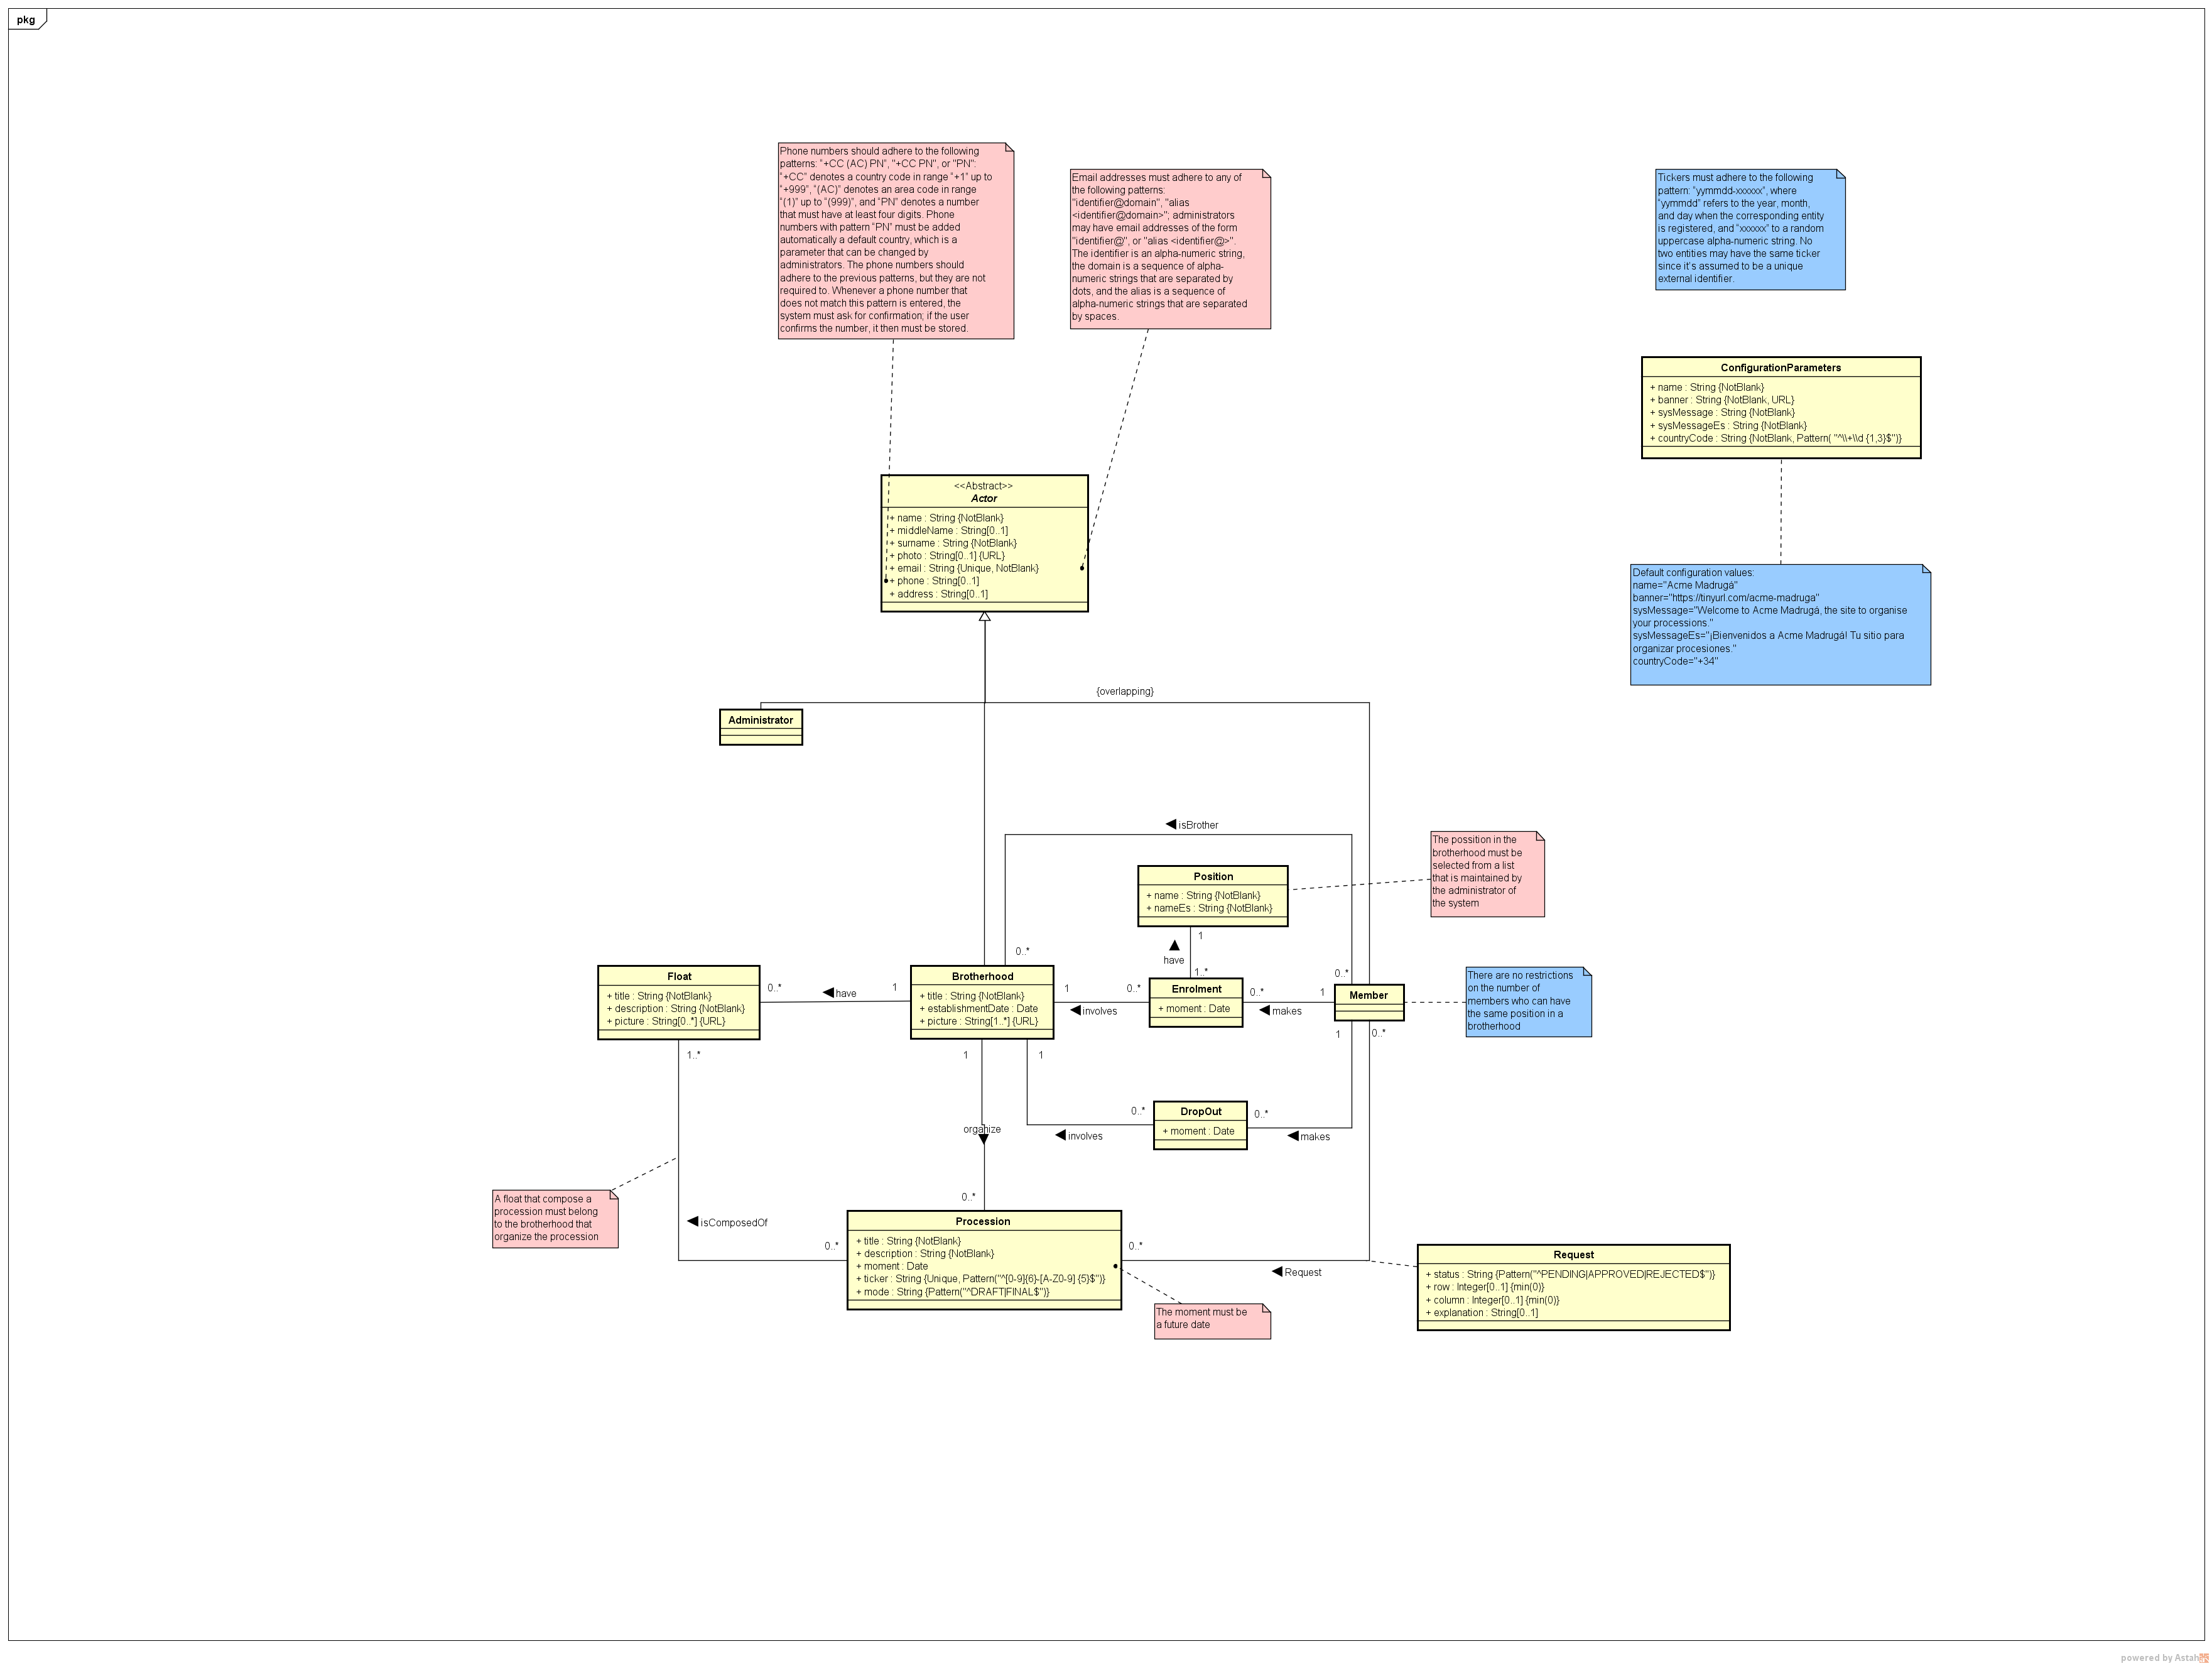 pkg
Phone numbers should adhere to the following
patterns: "+CC (AC) PN", "+CC PN", or "PN":
"+CC" denotes a country code in range "+1" up to
"+999", "(AC)" denotes an area code in range
"(1)" up to "(999)", and "PN" denotes a number
that must have at least four digits. Phone
numbers with pattern "PN" must be added
automatically a default country, which is a
parameter that can be changed by
administrators. The phone numbers should
adhere to the previous patterns, but they are not
required to. Whenever a phone number that
does not match this pattern is entered, the
system must ask for confirmation; if the user
confirms the number, it then must be stored.
Email addresses must adhere to any of
the following patterns:
"identifier@domain", "alias
<identifier@domain>"; administrators
may have email addresses of the form
"identifier@", or "alias <identifier@>".
The identifier is an alpha-numeric string,
the domain is a sequence of alpha-
numeric strings that are separated by
dots, and the alias is a sequence of
alpha-numeric strings that are separated
by spaces.
Tickers must adhere to the following
pattern: "yymmdd-xxxxxx", where
"yymmdd" refers to the year, month,
and day when the corresponding entity
is registered, and "xxxxxx" to a random
uppercase alpha-numeric string. No
two entities may have the same ticker
since it's assumed to be a unique
external identifier.
ConfigurationParameters
+ name : String {NotBlank}
+ banner : String {NotBlank, URL}
+ sysMessage : String {NotBlank}
+ sysMessageEs : String {NotBlank}
+ countryCode : String {NotBlank, Pattern( "^\\+\\d {1,3}$")}
<<Abstract>>
Actor
+ name : String {NotBlank}
+ middleName : String[0..1]
+ surname : String {NotBlank}
+ photo : String[0..1] {URL}
+ email : String {Unique, NotBlank}
+ phone : String[0..1]
+ address : String[0..1]
Default configuration values:
name="Acme Madrugá"
banner="https://tinyurl.com/acme-madruga"
sysMessage="Welcome to Acme Madrugá, the site to organise
your processions."
sysMessageEs="¡Bienvenidos a Acme Madrugá! Tu sitio para
organizar procesiones."
countryCode="+34"
{overlapping}
Administrator
isBrother
Position
+ name : String {NotBlank}
+ nameEs : String {NotBlank}
The possition in the
brotherhood must be
selected from a list
that is maintained by
the administrator of
the system
0..*
1
have
1..*
0..*
Float
+ title : String {NotBlank}
+ description : String {NotBlank}
+ picture : String[0..*] {URL}
0..*
have
1
Brotherhood
+ title : String {NotBlank}
+ establishmentDate : Date
+ picture : String[1..*] {URL}
1
involves
0..*
Enrolment
+ moment : Date
0..*
makes
1
Member
There are no restrictions
on the number of
members who can have
the same position in a
brotherhood
1..*
1
1
1
0..*
DropOut
+ moment : Date
0..*
involves
0..*
makes
organize
0..*
A float that compose a
procession must belong
to the brotherhood that
organize the procession
isComposedOf
0..*
Procession
+ title : String {NotBlank}
+ description : String {NotBlank}
+ moment : Date
+ ticker : String {Unique, Pattern("^[0-9]{6}-[A-Z0-9] {5}$")}
+ mode : String {Pattern("^DRAFT|FINAL$")}
0..*
Request
The moment must be
a future date
Request
+ status : String {Pattern("^PENDING|APPROVED|REJECTED$")}
+ row : Integer[0..1] {min(0)}
+ column : Integer[0..1] {min(0)}
+ explanation : String[0..1]
powered by Astah